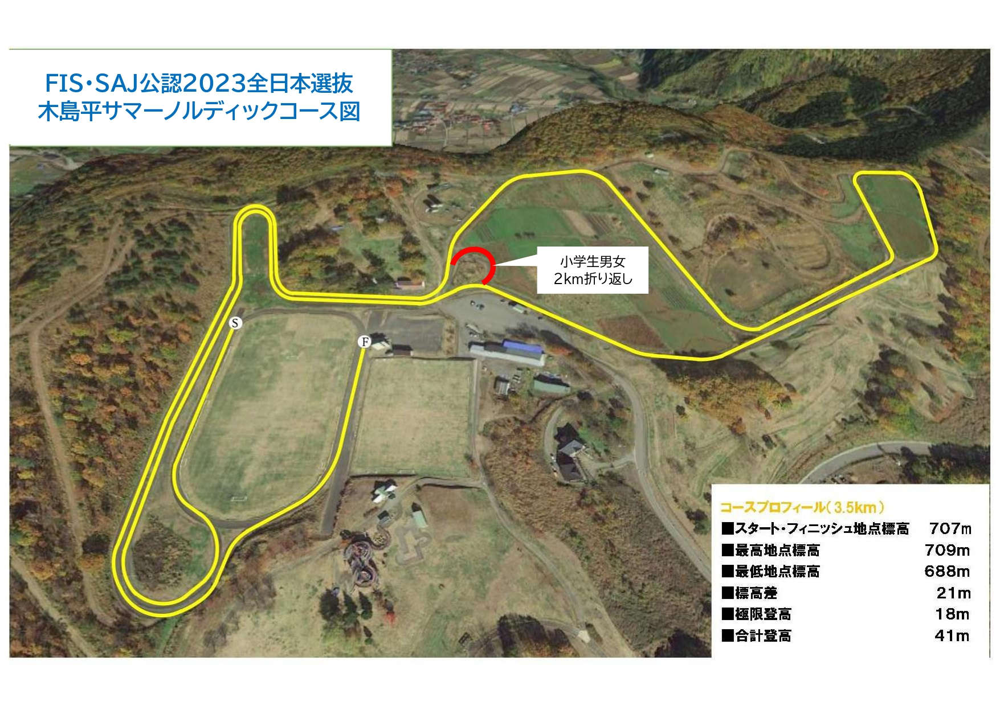 FIS・SAJ公認2023全日本選抜
木島平サマーノルディックコース図
小学生男女
2km折り返し
S
F
コースプロフィール(3.5km)
■スタート・フィニッシュ地点標高 707m
■最高地点標高 709m
■最低地点標高 688m
■標高差 21m
■極限登高 18m
■合計登高 41m